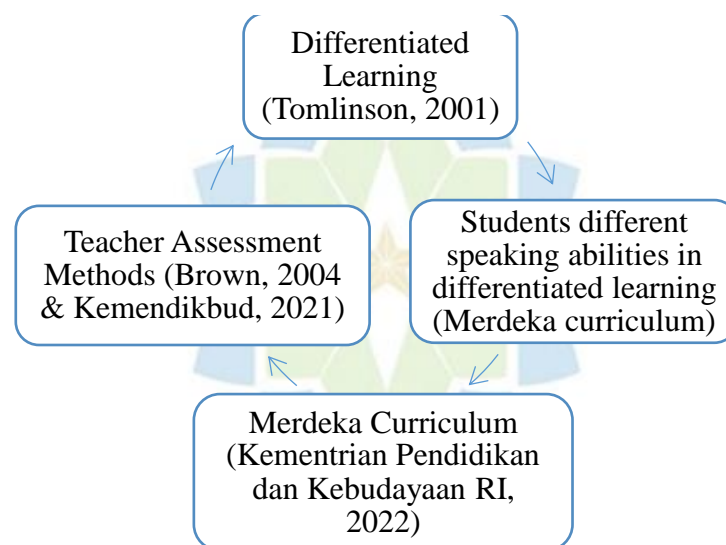 Differentiated
Learning
(Tomlinson, 2001)
Students different
speaking abilities in
differentiated learning
(Merdeka curriculum)
Merdeka Curriculum
(Kementrian Pendidikan
dan Kebudayaan RI,
2022)
Teacher Assessment
Methods (Brown, 2004
& Kemendikbud, 2021)